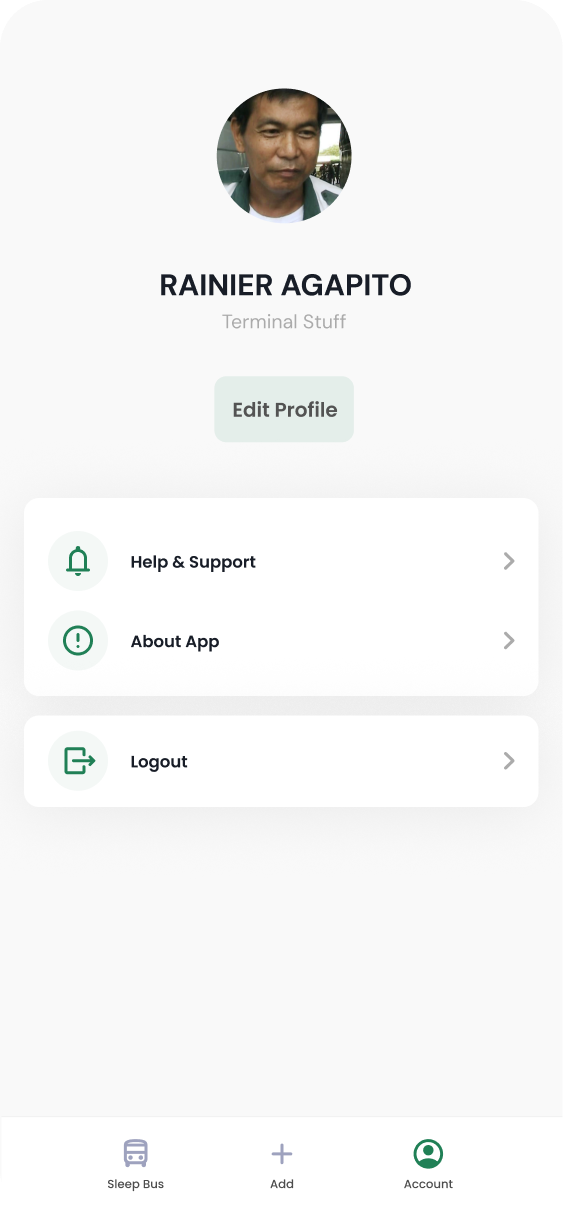 RAINIER AGAPITO
Terminal Stuff
Edit Profile
Help & Support
About App
Logout
Sleep Bus
Add
Account